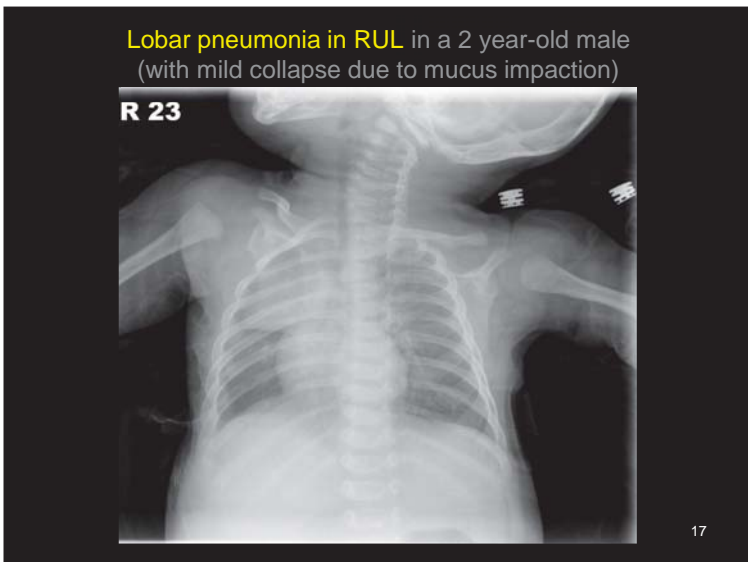 Lobar pneumonia in RUL in a 2 year-old male
(with mild collapse due to mucus impaction)
R 23
17